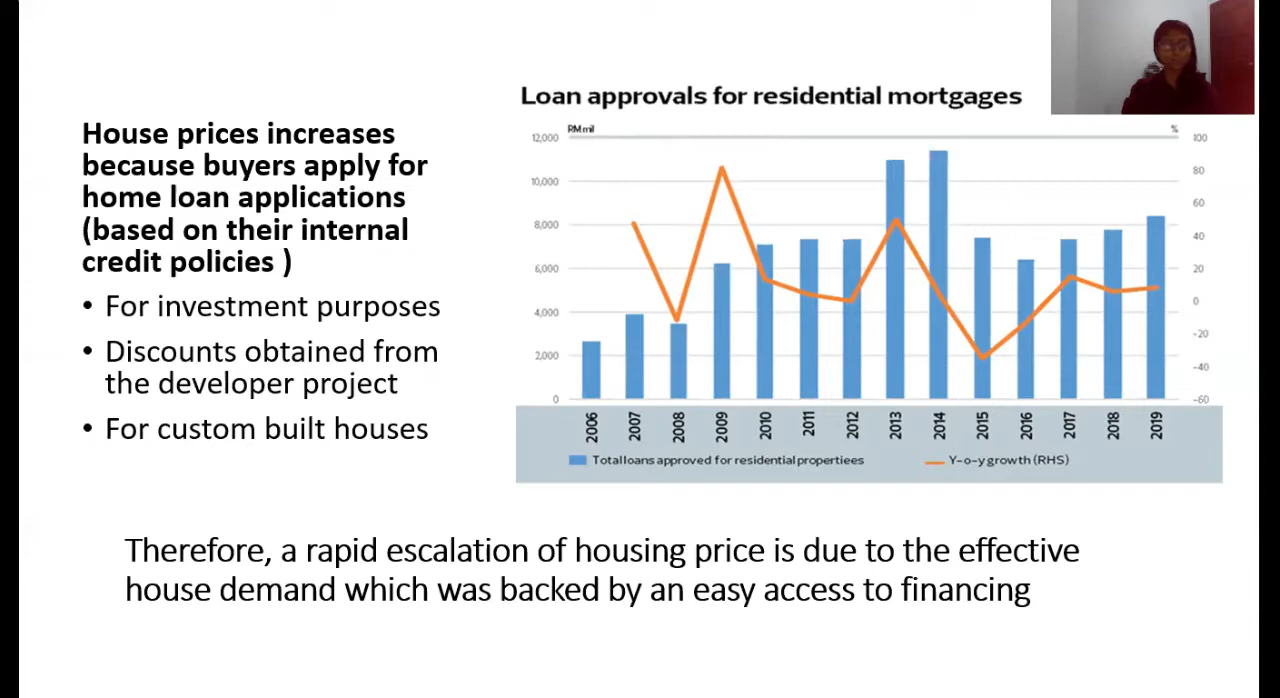 House prices increases
because buyers apply for
home loan applications
(based on their internal
credit policies )
• For investment purposes
• Discounts obtained from
the developer project
• For custom built houses
Loan approvals for residential mortgages
RM mil
%
12,000
10,000
8,000
6,000
4,000
2,000
0
100
80
60
40
20
0
-20
-40
-60
2006 2007 2008 2009 2010 2011 2012 2013 2014 2015 2016 2017 2018 2019
Total loans approved for residential propertiees
Y-o-y growth (RHS)
Therefore, a rapid escalation of housing price is due to the effective
house demand which was backed by an easy access to financing